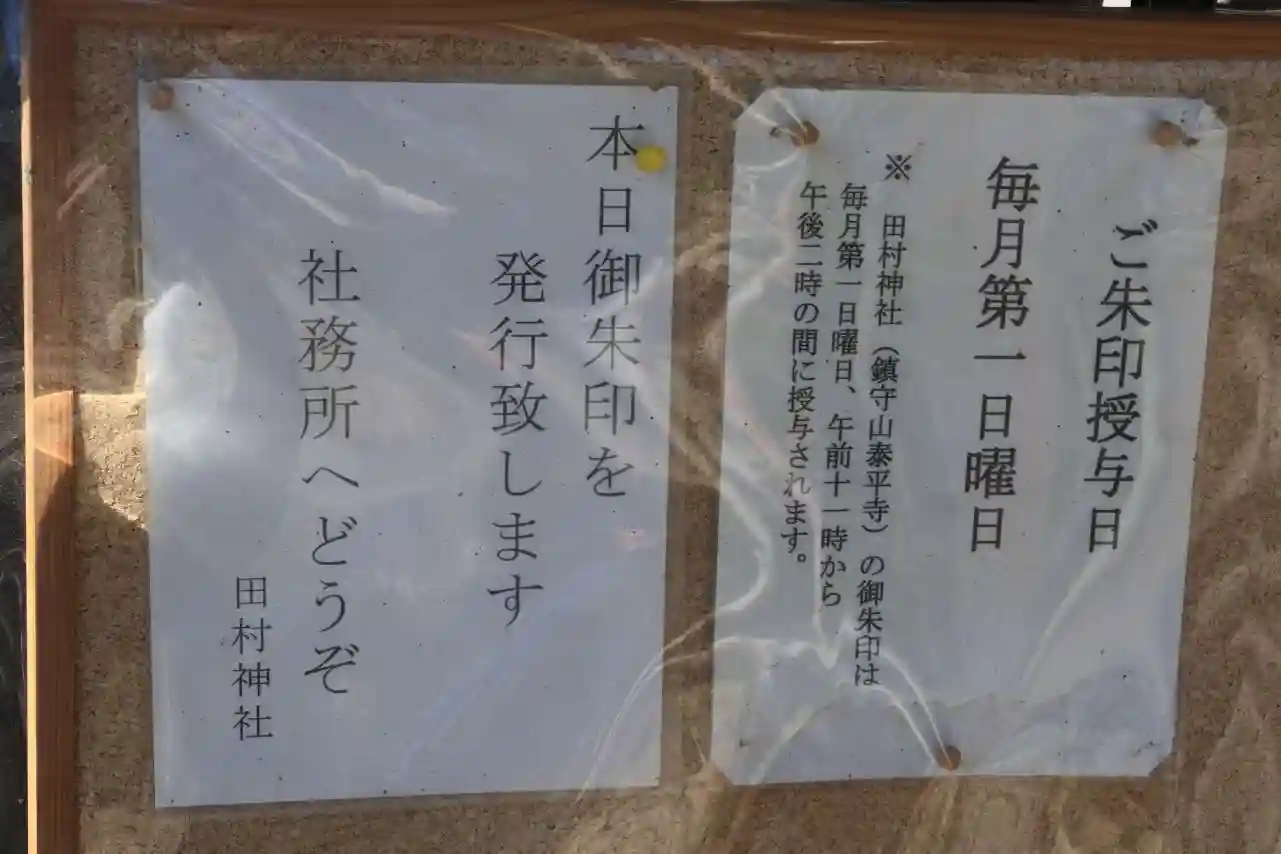 ご朱印授与日
毎月第一日曜日
※ 田村神社（鎮守山泰平寺）の御朱印は
毎月第一日曜日、午前十一時から
午後二時の間に授与されます。
本日御朱印を
発行致します
社務所へどうぞ
田村神社